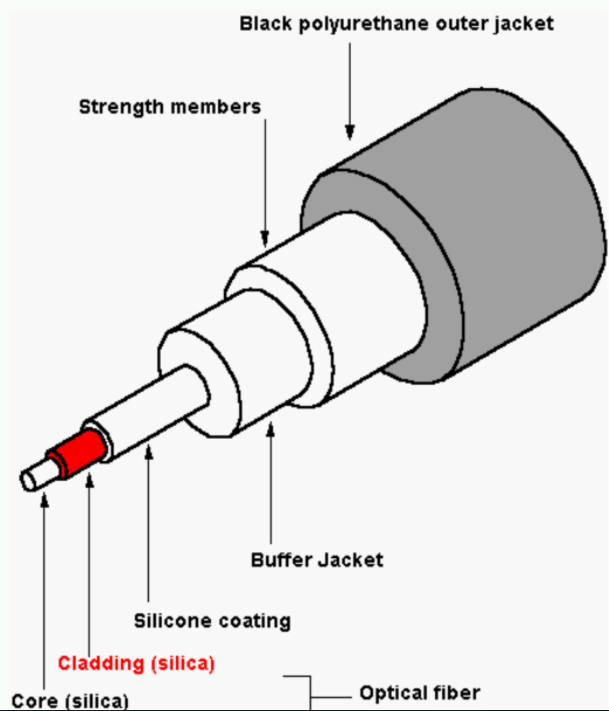 Black polyurethane outer jacket
Strength members
Buffer Jacket
Silicone coating
Cladding (silica)
Core (silica)
Optical fiber